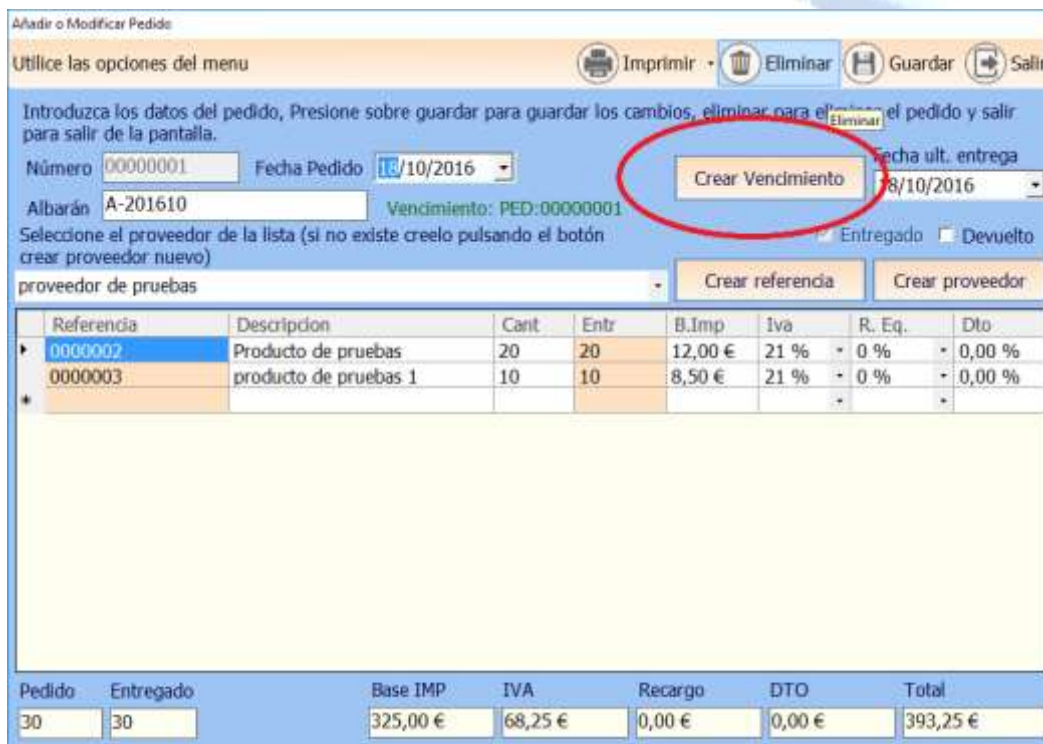 Añadir o Modificar Pedido
Utilice las opciones del menu
Imprimir
Eliminar
Guardar
Salir
Introduzca los datos del pedido, Presione sobre guardar para guardar los cambios, eliminar para el pedido y salir
para salir de la pantalla.
Eliminar
Número 00000001 Fecha Pedido 18/10/2016
Crear Vencimiento
Fecha ult. entrega
18/10/2016
Albarán A-201610 Vencimiento: PED:00000001
Seleccione el proveedor de la lista (si no existe creelo pulsando el botón
crear proveedor nuevo)
Entregado Devuelto
proveedor de pruebas
Crear referencia Crear proveedor
Referencia Descripcion Cant Entr B.Imp Iva R. Eq. Dto
0000002 Producto de pruebas 20 20 12,00 € 21 % 0 % 0,00 %
0000003 producto de pruebas 1 10 10 8,50 € 21 % 0 % 0,00 %
Pedido Entregado Base IMP IVA Recargo DTO Total
30 30 325,00 € 68,25 € 0,00 € 0,00 € 393,25 €